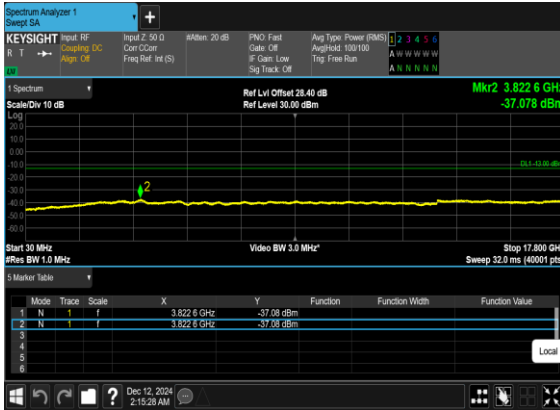 Spectrum Analyzer 1
Swept SA
+
KEYSIGHT Input: RF Input Z: 50 Ω #Atten: 20 dB PNO: Fast Avg Type: Power (RMS) 1 2 3 4 5 6
R T Coupling: DC Corr CCorr Gate: Off Avg|Hold: 100/100 A W W W W W
Align: Off Freq Ref: Int (S) IF Gain: Low Trig: Free Run
Sig Track: Off A N N N N N
1 Spectrum Ref Lvl Offset 28.40 dB Mkr2 3.822 6 GHz
Scale/Div 10 dB Ref Level 30.00 dBm -37.078 dBm
Log
20.0
10.0
0.00
-10.0 DL1 -13.00 dBm
-20.0
-30.0
2
-40.0
-50.0
-60.0
Start 30 MHz Video BW 3.0 MHz* Stop 17.800 GH
#Res BW 1.0 MHz Sweep 32.0 ms (40001 pts
5 Marker Table
Mode Trace Scale X Y Function Function Width Function Value
1 N 1 f 3.822 6 GHz -37.08 dBm
2 N 1 f 3.822 6 GHz -37.08 dBm
3
4
5
6
Local
? Dec 12, 2024
2:15:28 AM